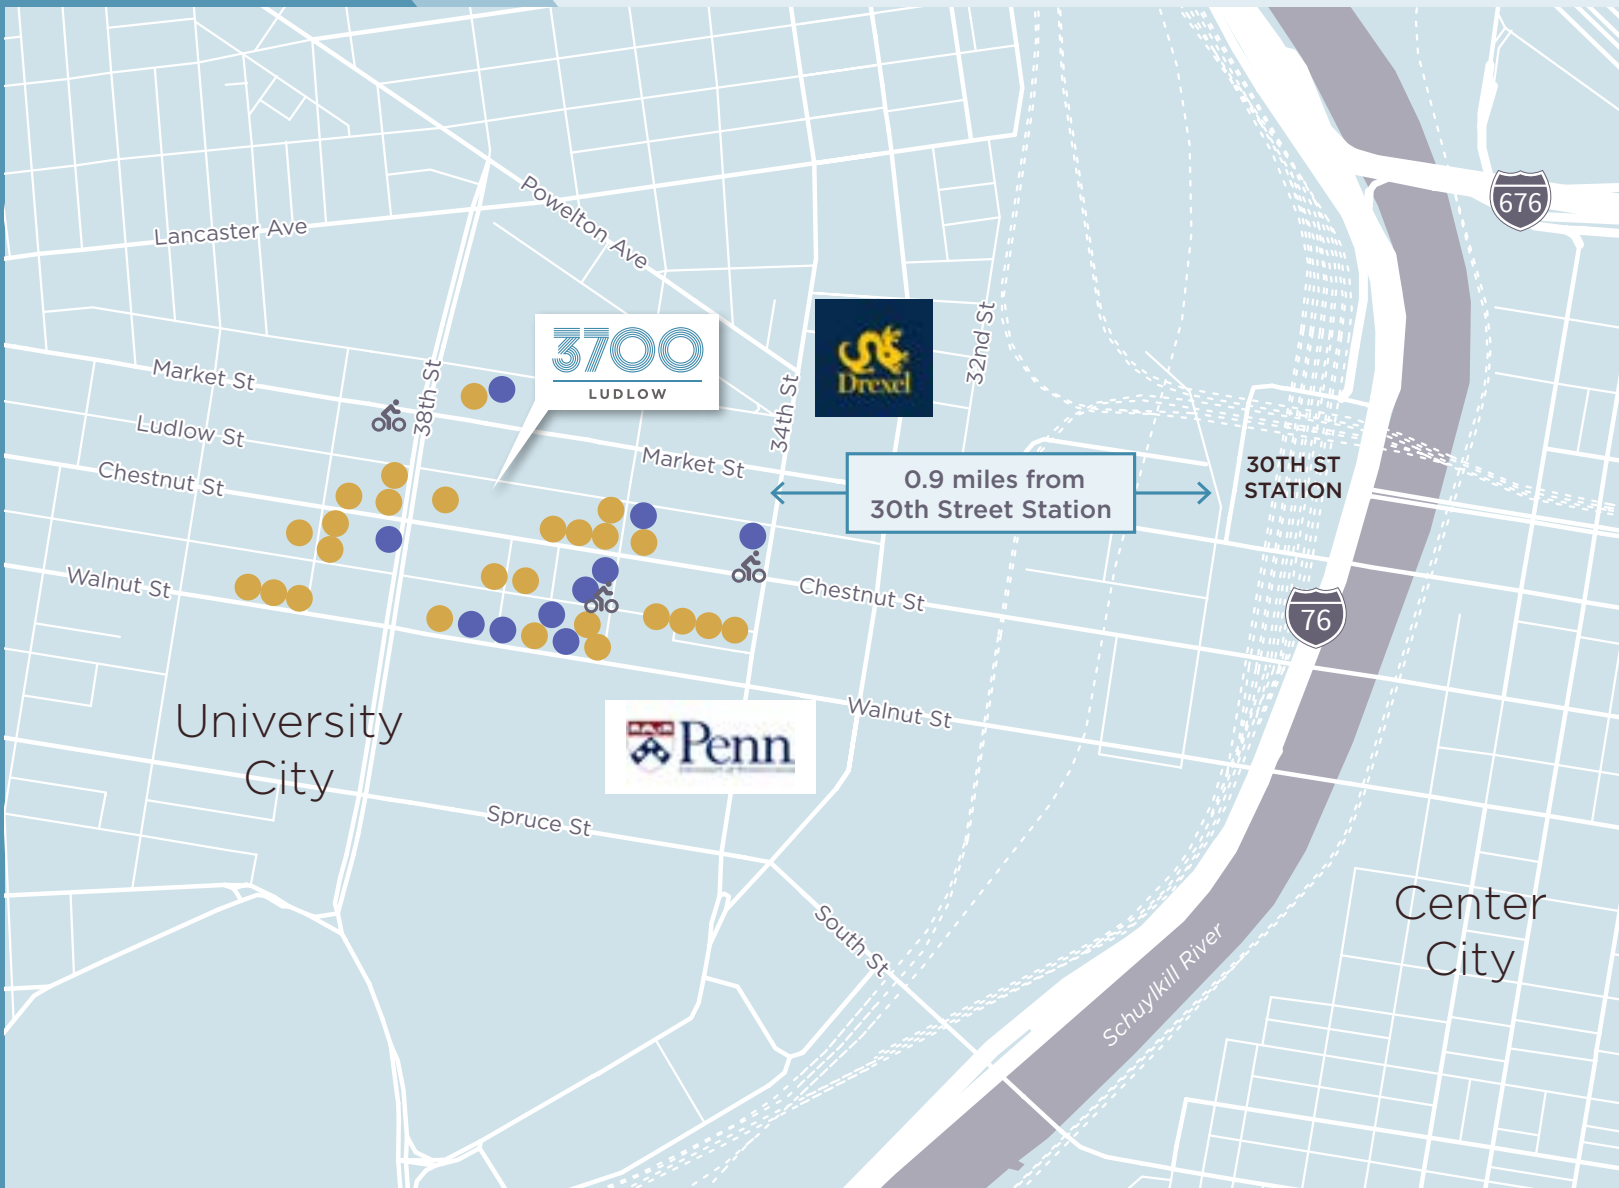 676
Powelton Ave
Lancaster Ave
32nd St
3700
LUDLOW
Drexel
Market St
38th St
34th St
Ludlow St
Market St
30TH ST
STATION
0.9 miles from
30th Street Station
Chestnut St
Walnut St
Chestnut St
76
University
City
Walnut St
Penn
Spruce St
Center
City
South St
Schuylkill River